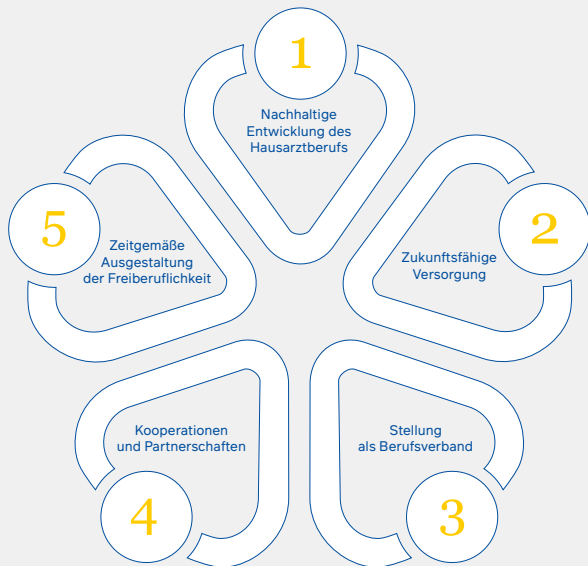 1
Nachhaltige
Entwicklung des
Hausarztberufs
2
Zukunftsfähige
Versorgung
3
Stellung
als Berufsverband
4
Kooperationen
und Partnerschaften
5
Zeitgemäße
Ausgestaltung
der Freiberuflichkeit